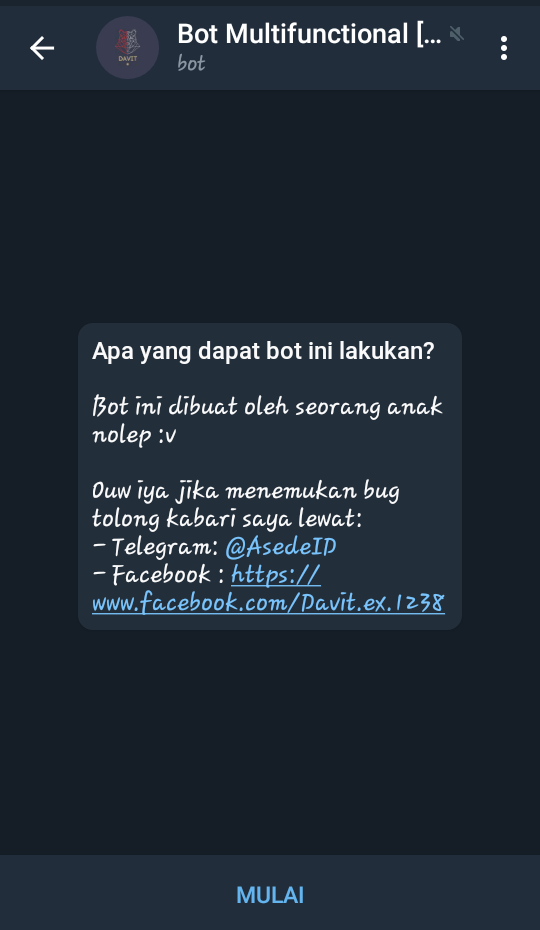 Bot Multifunctional [...
bot
DAVIT
Apa yang dapat bot ini lakukan?
Bot ini dibuat oleh seorang anak
nolep :v
Ouw iya jika menemukan bug
tolong kabari saya lewat:
- Telegram: @AsedeID
- Facebook : https://
www.facebook.com/Davit.ex.1238
MULAI